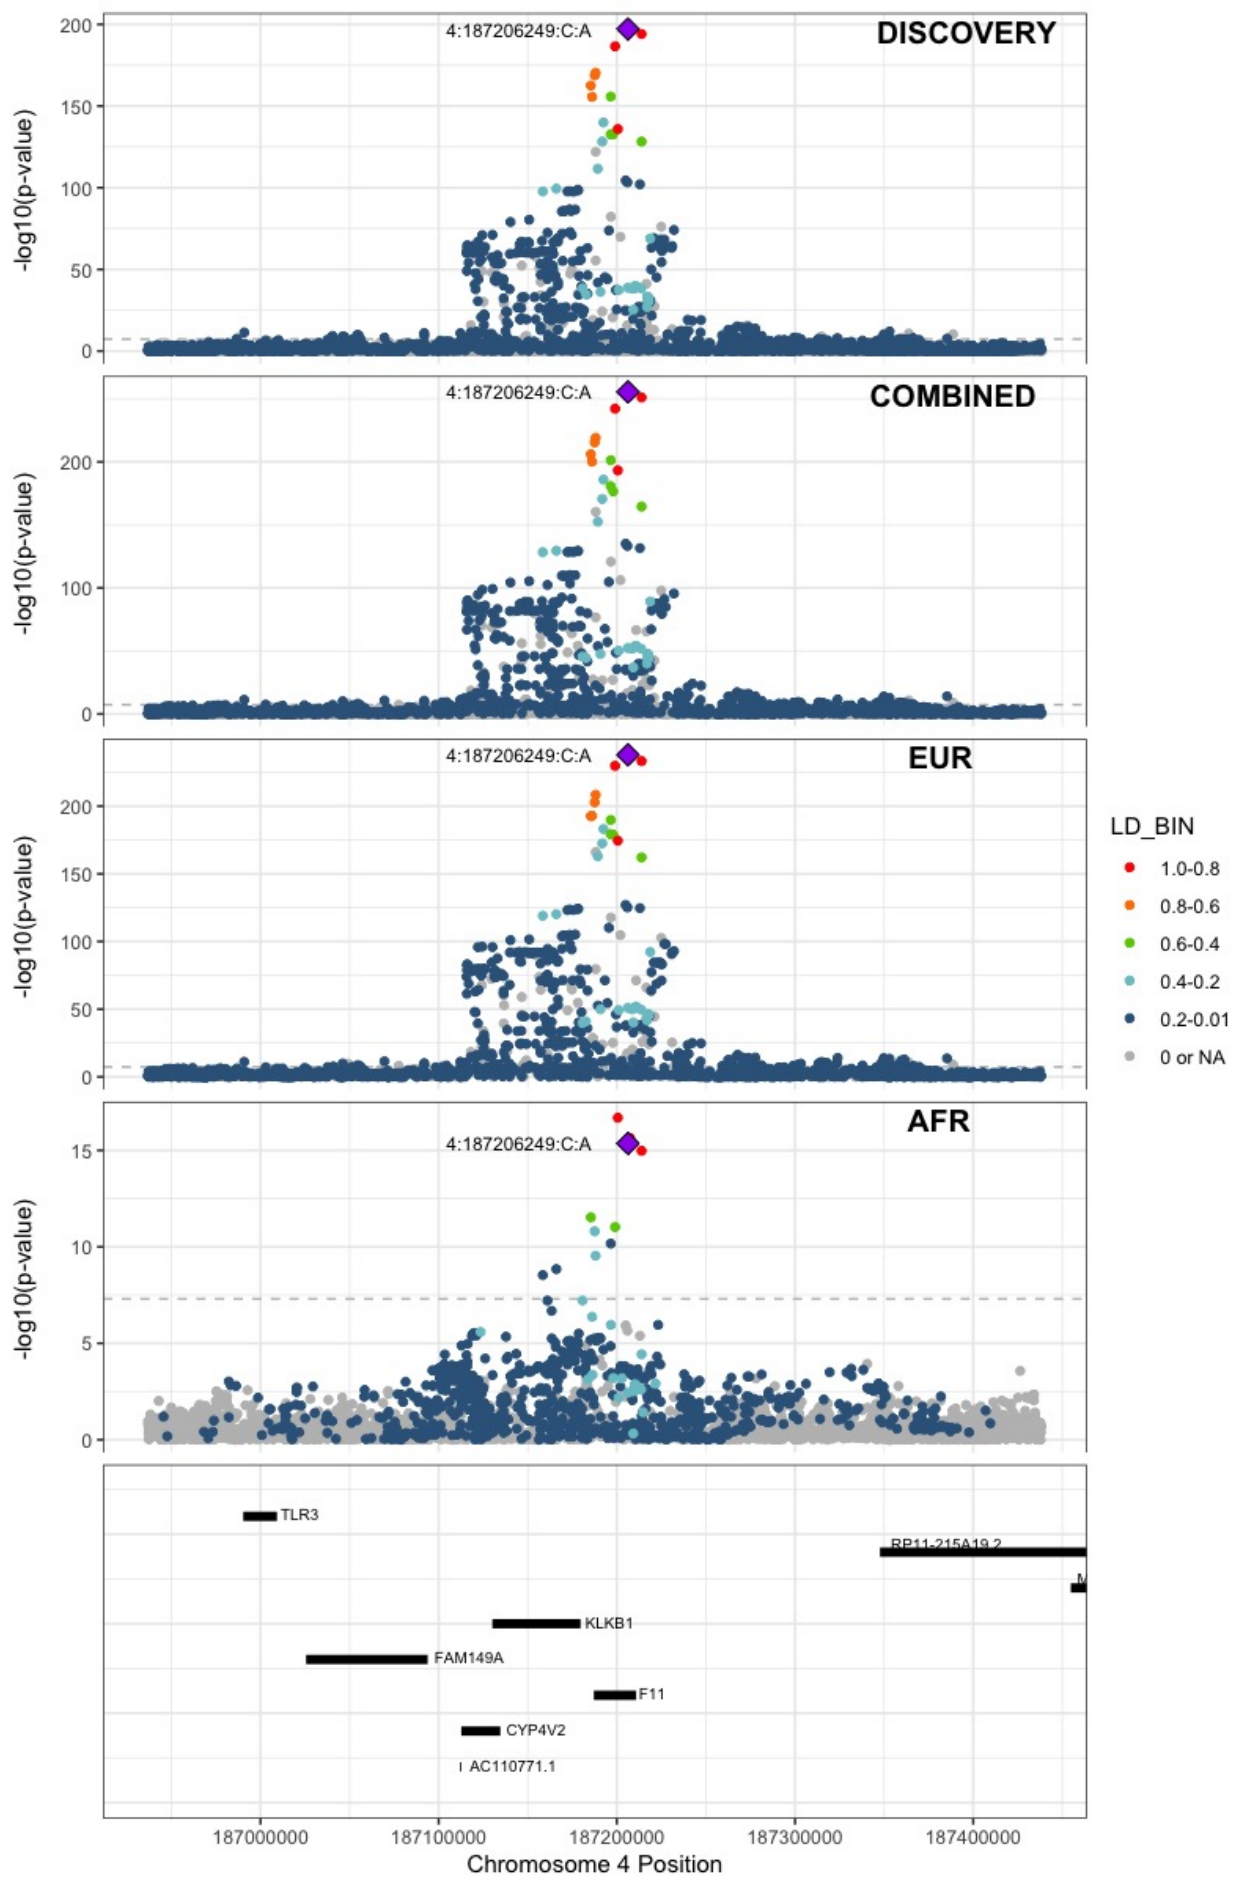 DISCOVERY
4:187206249:C:A
200
150
100
50
0
-log10(p-value)
COMBINED
4:187206249:C:A
200
100
0
-log10(p-value)
EUR
4:187206249:C:A
200
150
100
50
0
-log10(p-value)
LD_BIN
1.0-0.8
0.8-0.6
0.6-0.4
0.4-0.2
0.2-0.01
0 or NA
AFR
4:187206249:C:A
15
10
5
0
-log10(p-value)
TLR3
RP11-215A19.2
M
KLKB1
FAM149A
F11
CYP4V2
AC110771.1
187000000 187100000 187200000 187300000 187400000
Chromosome 4 Position